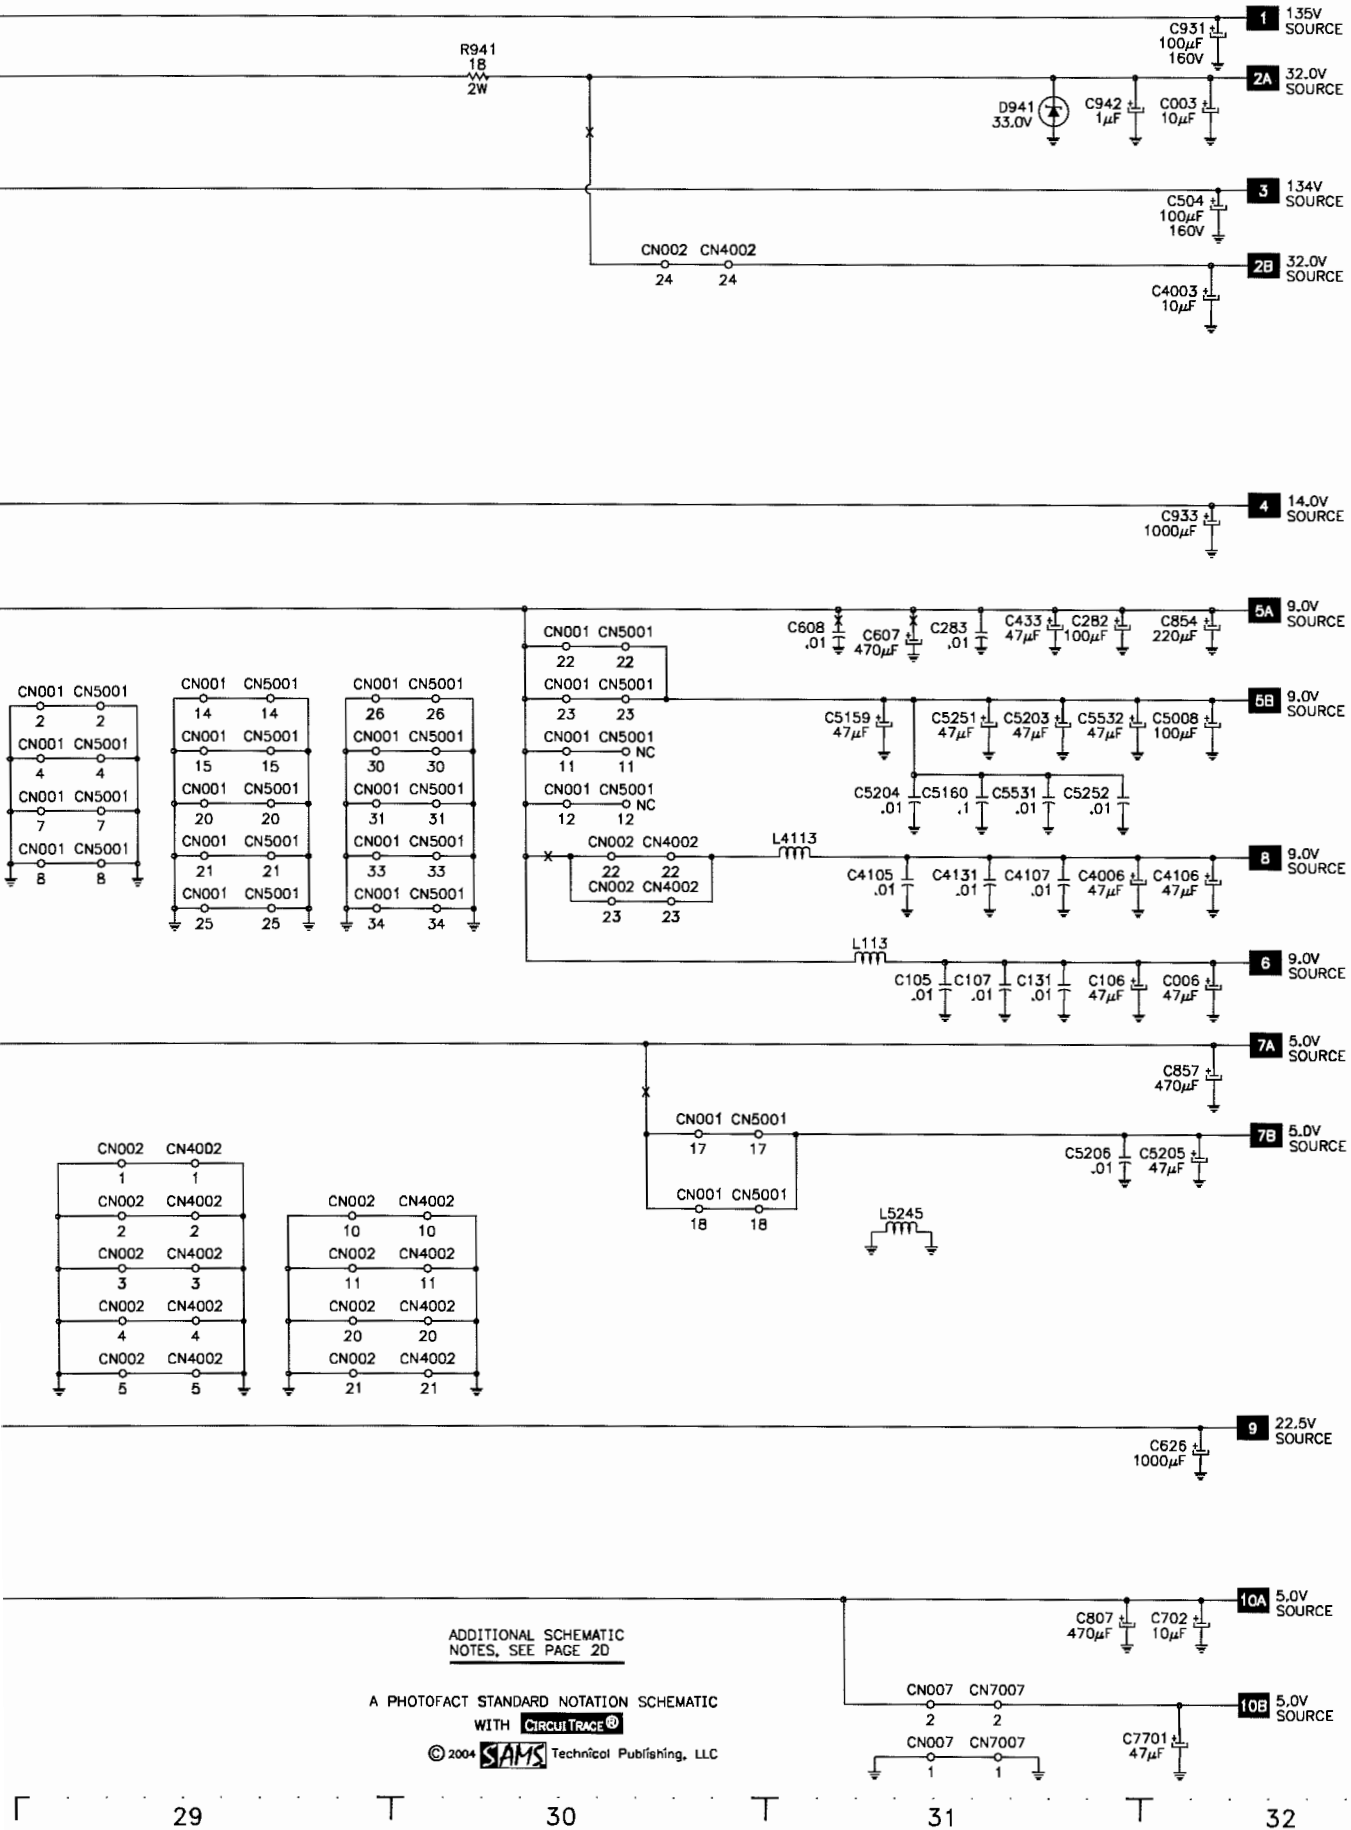 1 135V
SOURCE
C931 +
100µF
160V
R941
18
2W
2A 32.0V
SOURCE
D941
33.0V
C942 +
1µF
C003 +
10µF
3 134V
SOURCE
C504 +
100µF
160V
CN002 CN4002
24 24
2B 32.0V
SOURCE
C4003 +
10µF
4 14.0V
SOURCE
C933 +
1000µF
5A 9.0V
SOURCE
C608
.01
C607 +
470µF
C283
.01
C433 +
47µF
C282 +
100µF
C854 +
220µF
CN001 CN5001
22 22
CN001 CN5001
23 23
CN001 CN5001
11 11 NC
CN001 CN5001
12 12 NC
CN002 CN4002
22 22
CN002 CN4002
23 23
CN001 CN5001
2 2
CN001 CN5001
4 4
CN001 CN5001
7 7
CN001 CN5001
8 8
CN001 CN5001
14 14
CN001 CN5001
15 15
CN001 CN5001
20 20
CN001 CN5001
21 21
CN001 CN5001
25 25
CN001 CN5001
26 26
CN001 CN5001
30 30
CN001 CN5001
31 31
CN001 CN5001
33 33
CN001 CN5001
34 34
5B 9.0V
SOURCE
C5159 +
47µF
C5251 +
47µF
C5203 +
47µF
C5532 +
47µF
C5008 +
100µF
C5204
.01
C5160
.1
C5531
.01
C5252
.01
L4113
8 9.0V
SOURCE
C4105
.01
C4131
.01
C4107
.01
C4006 +
47µF
C4106 +
47µF
L113
6 9.0V
SOURCE
C105
.01
C107
.01
C131
.01
C106 +
47µF
C006 +
47µF
7A 5.0V
SOURCE
C857 +
470µF
CN001 CN5001
17 17
CN001 CN5001
18 18
7B 5.0V
SOURCE
C5206
.01
C5205 +
47µF
L5245
CN002 CN4002
1 1
CN002 CN4002
2 2
CN002 CN4002
3 3
CN002 CN4002
4 4
CN002 CN4002
5 5
CN002 CN4002
10 10
CN002 CN4002
11 11
CN002 CN4002
20 20
CN002 CN4002
21 21
9 22.5V
SOURCE
C626 +
1000µF
10A 5.0V
SOURCE
C807 +
470µF
C702 +
10µF
ADDITIONAL SCHEMATIC
NOTES, SEE PAGE 2D
A PHOTOFACT STANDARD NOTATION SCHEMATIC
WITH CIRCUITRACE®
© 2004 SAMS Technical Publishing, LLC
CN007 CN7007
2 2
10B 5.0V
SOURCE
C7701 +
47µF
CN007 CN7007
1 1
29 30 31 32